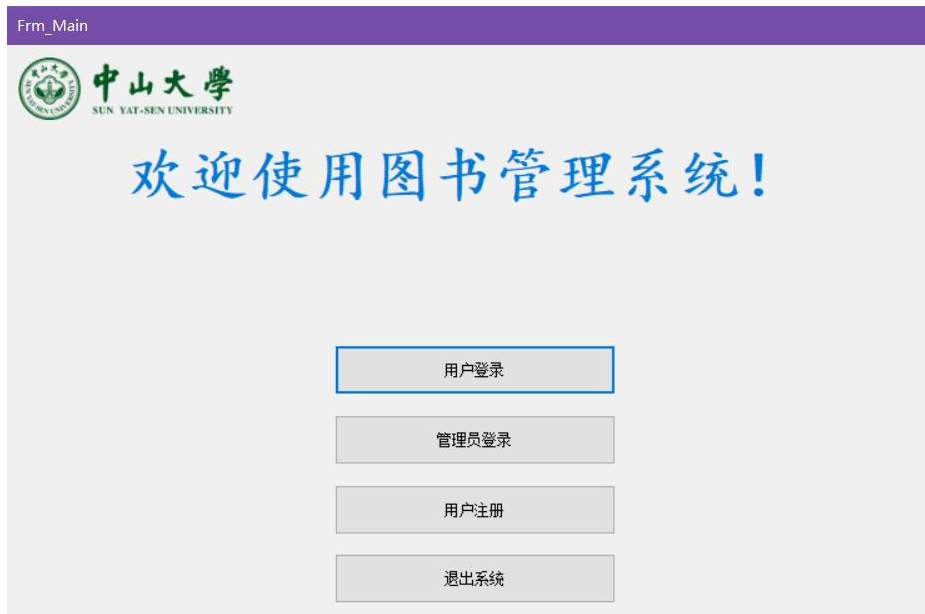 Frm_Main
中山大學
SUN YAT-SEN UNIVERSITY
欢迎使用图书管理系统！
用户登录
管理员登录
用户注册
退出系统